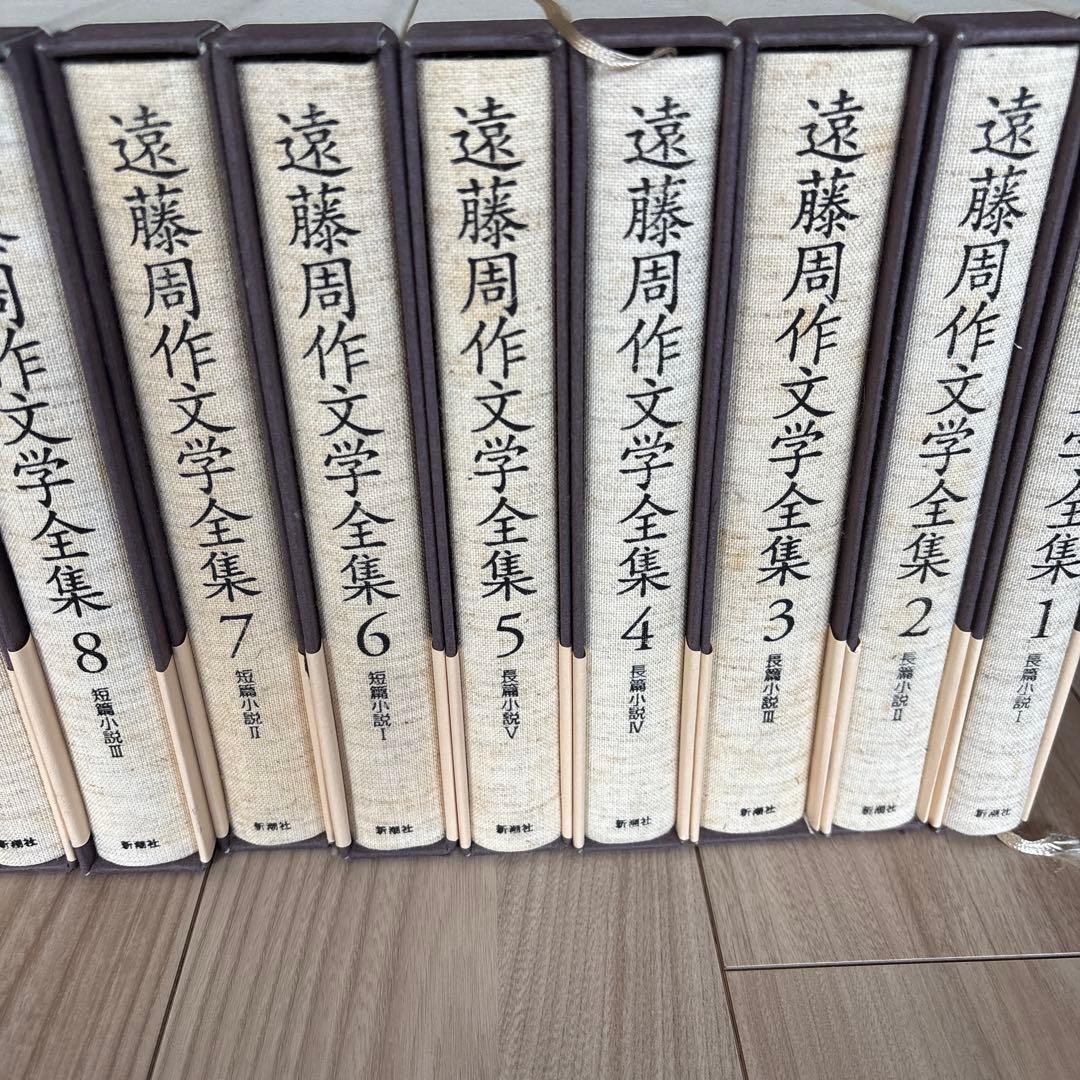 学全集
1
長篇小説Ⅰ
遠藤周作文学全集
2
長篇小説Ⅱ
新潮社
遠藤周作文学全集
3
長篇小説Ⅲ
新潮社
遠藤周作文学全集
4
長篇小説Ⅳ
新潮社
遠藤周作文学全集
5
長篇小説Ⅴ
新潮社
遠藤周作文学全集
6
短篇小説Ⅰ
新潮社
遠藤周作文学全集
7
短篇小説Ⅱ
新潮社
遠藤周作文学全集
8
短篇小説Ⅲ
新潮社
新潮社